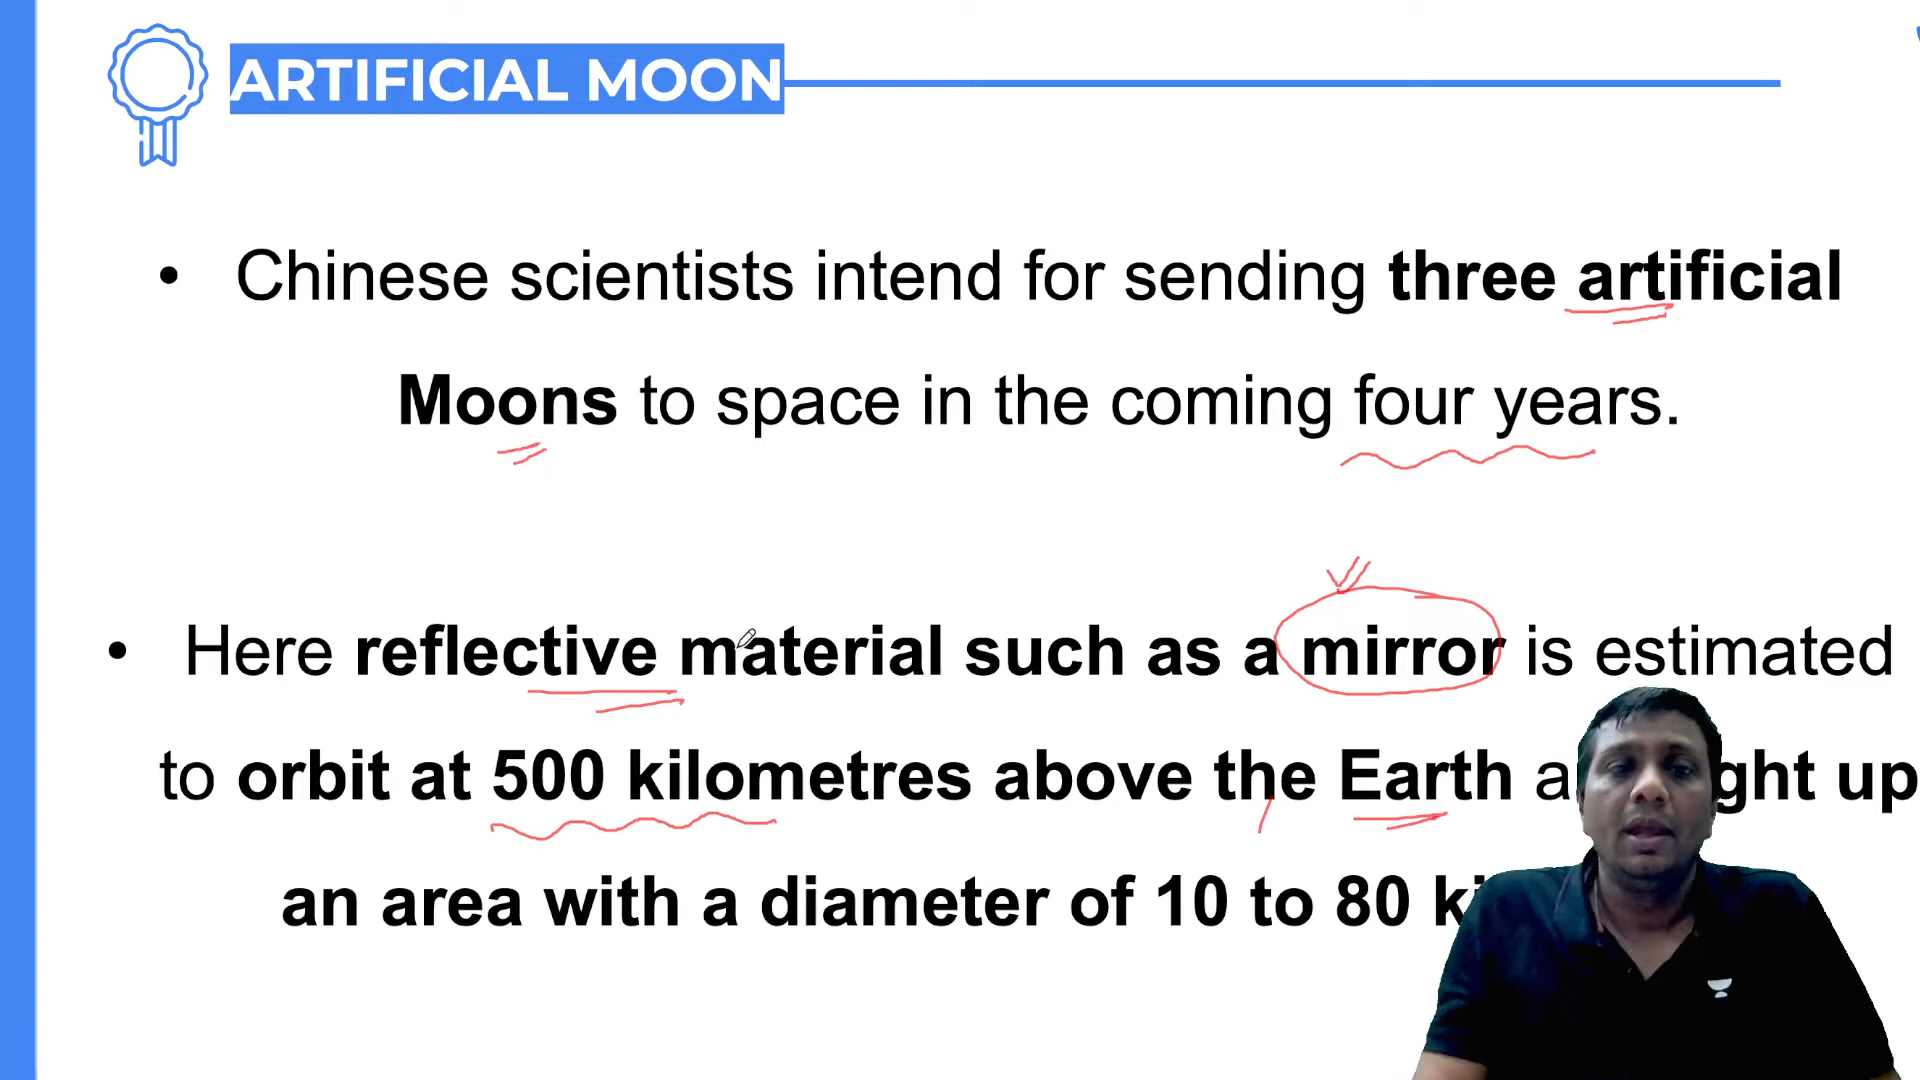 ARTIFICIAL MOON
• Chinese scientists intend for sending three artificial
Moons to space in the coming four years.
• Here reflective material such as a mirror is estimated
to orbit at 500 kilometres above the Earth up
an area with a diameter of 10 to 80